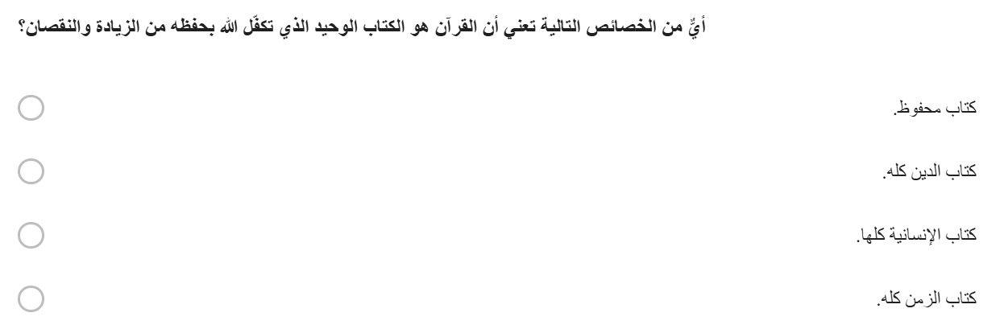 أيٌّ من الخصائص التالية تعني أن القرآن هو الكتاب الوحيد الذي تكفّل الله بحفظه من الزيادة والنقصان؟
كتاب محفوظ.
كتاب الدين كله.
كتاب الإنسانية كلها.
كتاب الزمن كله.